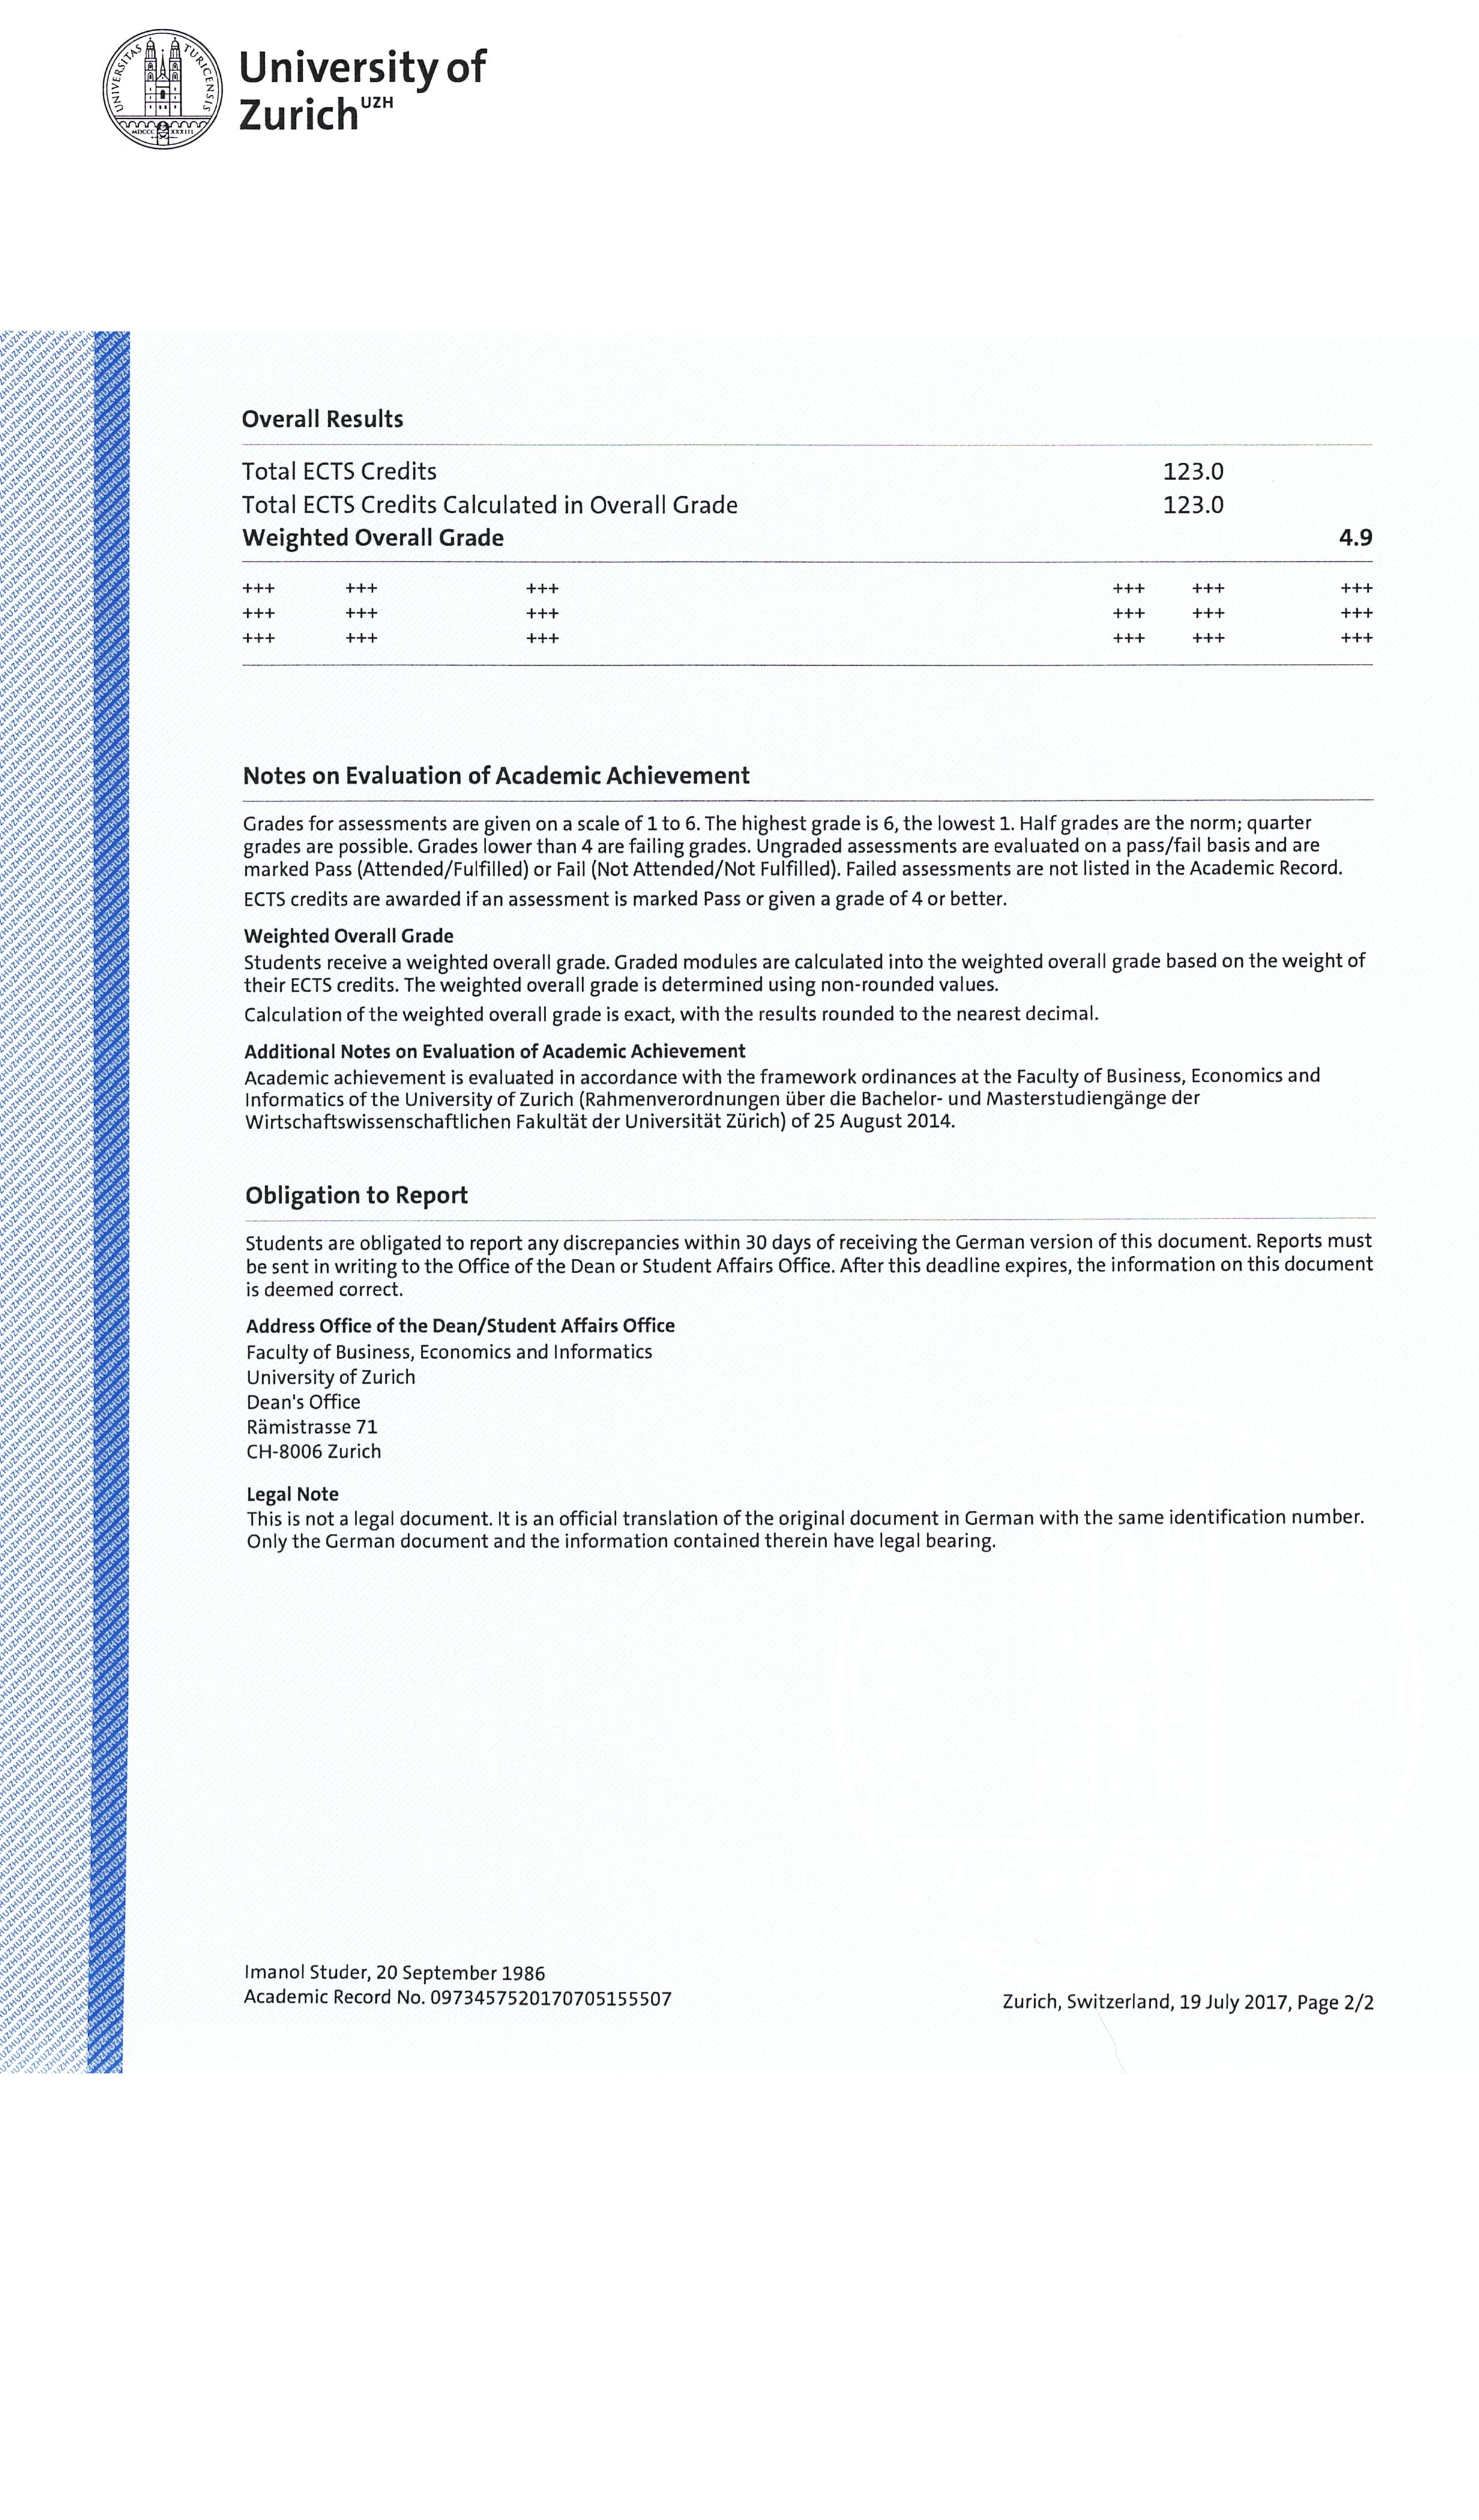 UNIVERSITAS TURICENSIS
MDCCC XXXIII
University of
Zurich UZH
Overall Results
Total ECTS Credits 123.0
Total ECTS Credits Calculated in Overall Grade 123.0
Weighted Overall Grade 4.9
+++ +++ +++ +++ +++ +++
+++ +++ +++ +++ +++ +++
+++ +++ +++ +++ +++ +++
Notes on Evaluation of Academic Achievement
Grades for assessments are given on a scale of 1 to 6. The highest grade is 6, the lowest 1. Half grades are the norm; quarter
grades are possible. Grades lower than 4 are failing grades. Ungraded assessments are evaluated on a pass/fail basis and are
marked Pass (Attended/Fulfilled) or Fail (Not Attended/Not Fulfilled). Failed assessments are not listed in the Academic Record.
ECTS credits are awarded if an assessment is marked Pass or given a grade of 4 or better.
Weighted Overall Grade
Students receive a weighted overall grade. Graded modules are calculated into the weighted overall grade based on the weight of
their ECTS credits. The weighted overall grade is determined using non-rounded values.
Calculation of the weighted overall grade is exact, with the results rounded to the nearest decimal.
Additional Notes on Evaluation of Academic Achievement
Academic achievement is evaluated in accordance with the framework ordinances at the Faculty of Business, Economics and
Informatics of the University of Zurich (Rahmenverordnungen über die Bachelor- und Masterstudiengänge der
Wirtschaftswissenschaftlichen Fakultät der Universität Zürich) of 25 August 2014.
Obligation to Report
Students are obligated to report any discrepancies within 30 days of receiving the German version of this document. Reports must
be sent in writing to the Office of the Dean or Student Affairs Office. After this deadline expires, the information on this document
is deemed correct.
Address Office of the Dean/Student Affairs Office
Faculty of Business, Economics and Informatics
University of Zurich
Dean's Office
Rämistrasse 71
CH-8006 Zurich
Legal Note
This is not a legal document. It is an official translation of the original document in German with the same identification number.
Only the German document and the information contained therein have legal bearing.
Imanol Studer, 20 September 1986
Academic Record No. 0973457520170705155507
Zurich, Switzerland, 19 July 2017, Page 2/2